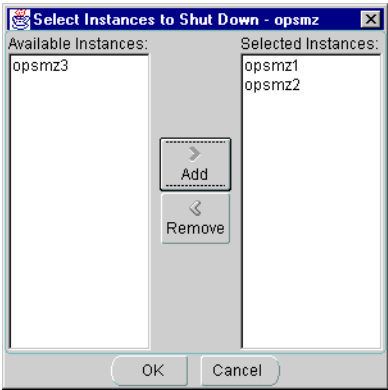 Select Instances to Shut Down - opsmz
Available Instances: Selected Instances:
opsmz3 opsmz1
opsmz2
Add
Remove
OK Cancel